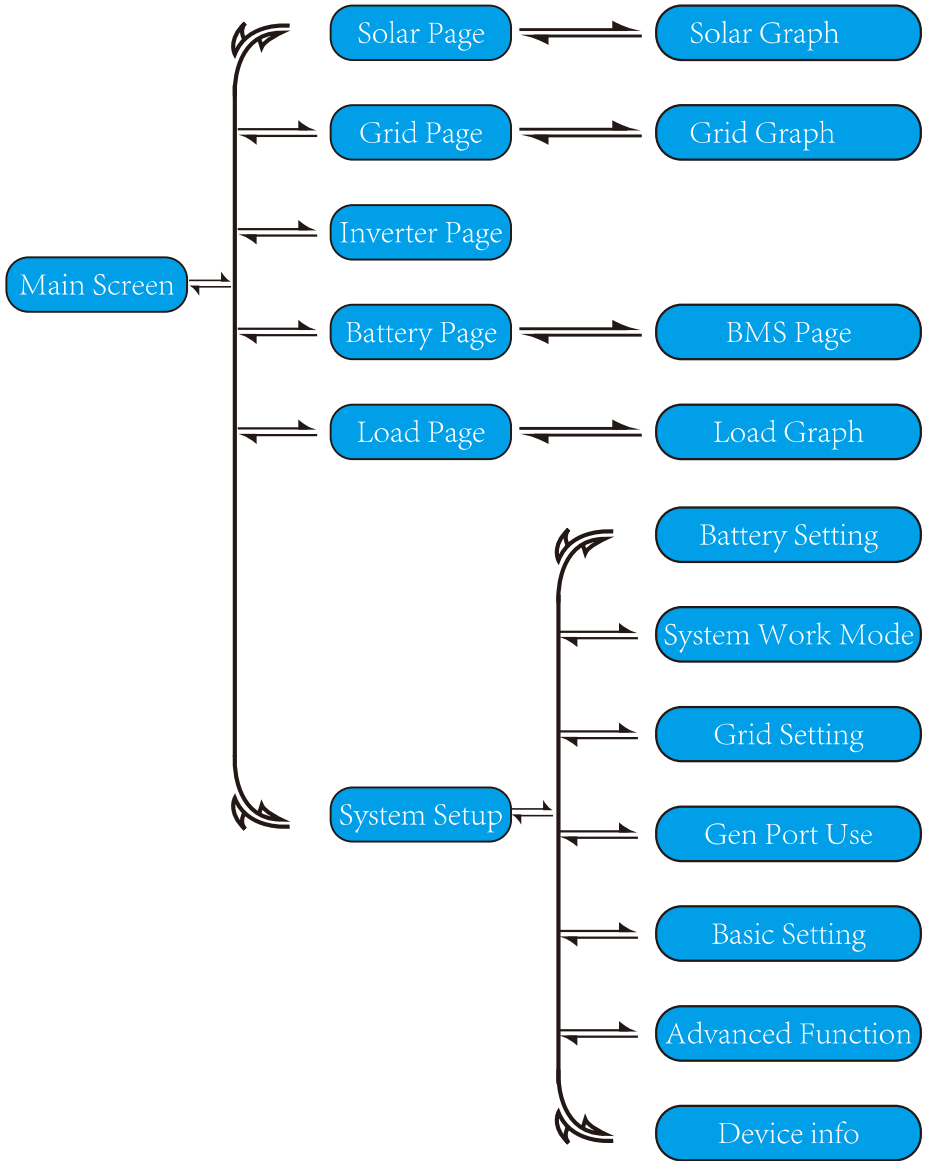 Solar Page
Solar Graph
Grid Page
Grid Graph
Inverter Page
Main Screen
Battery Page
BMS Page
Load Page
Load Graph
Battery Setting
System Work Mode
Grid Setting
System Setup
Gen Port Use
Basic Setting
Advanced Function
Device info